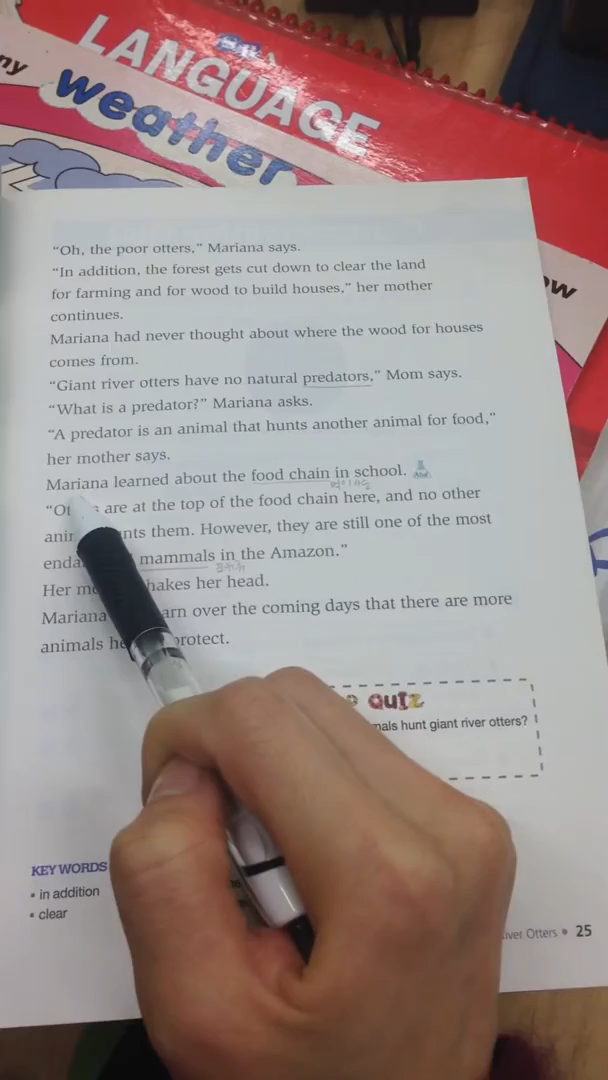 LANGUAGE
ny
weather
ow
“Oh, the poor otters,” Mariana says.
“In addition, the forest gets cut down to clear the land
for farming and for wood to build houses,” her mother
continues.
Mariana had never thought about where the wood for houses
comes from.
“Giant river otters have no natural predators,” Mom says.
“What is a predator?” Mariana asks.
“A predator is an animal that hunts another animal for food,”
her mother says.
Mariana learned about the food chain in school.
are at the top of the food chain here, and no other
them. However, they are still one of the most
mammals in the Amazon.”
Her shakes her head.
Mariana over the coming days that there are more
animals protect.
QUIZ
hunt giant river otters?
KEY WORDS
• in addition
• clear
River Otters • 25